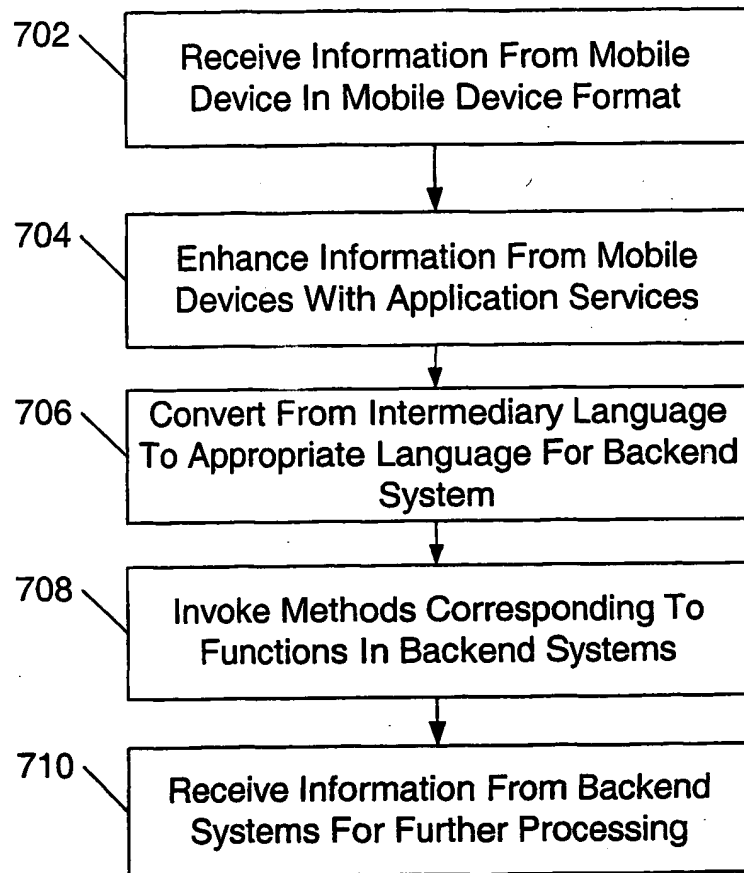 702
Receive Information From Mobile
Device In Mobile Device Format
704
Enhance Information From Mobile
Devices With Application Services
706
Convert From Intermediary Language
To Appropriate Language For Backend
System
708
Invoke Methods Corresponding To
Functions In Backend Systems
710
Receive Information From Backend
Systems For Further Processing